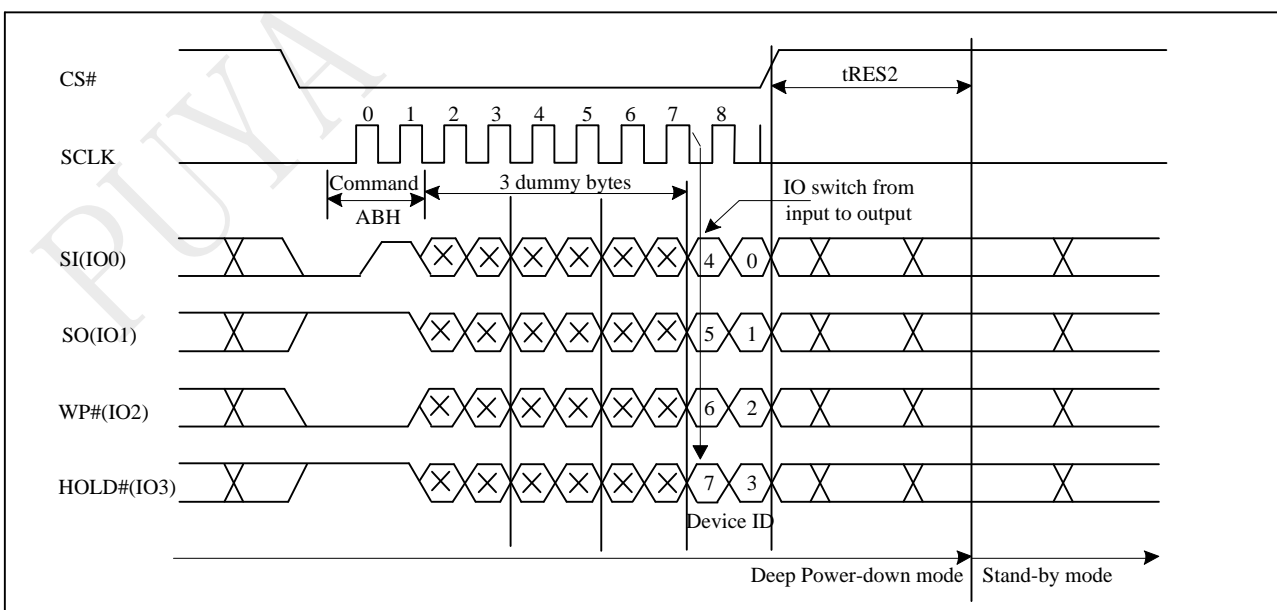 PUYA
CS#
tRES2
0 1 2 3 4 5 6 7 8
SCLK
Command
ABH
3 dummy bytes
IO switch from
input to output
SI(IO0)
4 0
SO(IO1)
5 1
WP#(IO2)
6 2
HOLD#(IO3)
7 3
Device ID
Deep Power-down mode
Stand-by mode